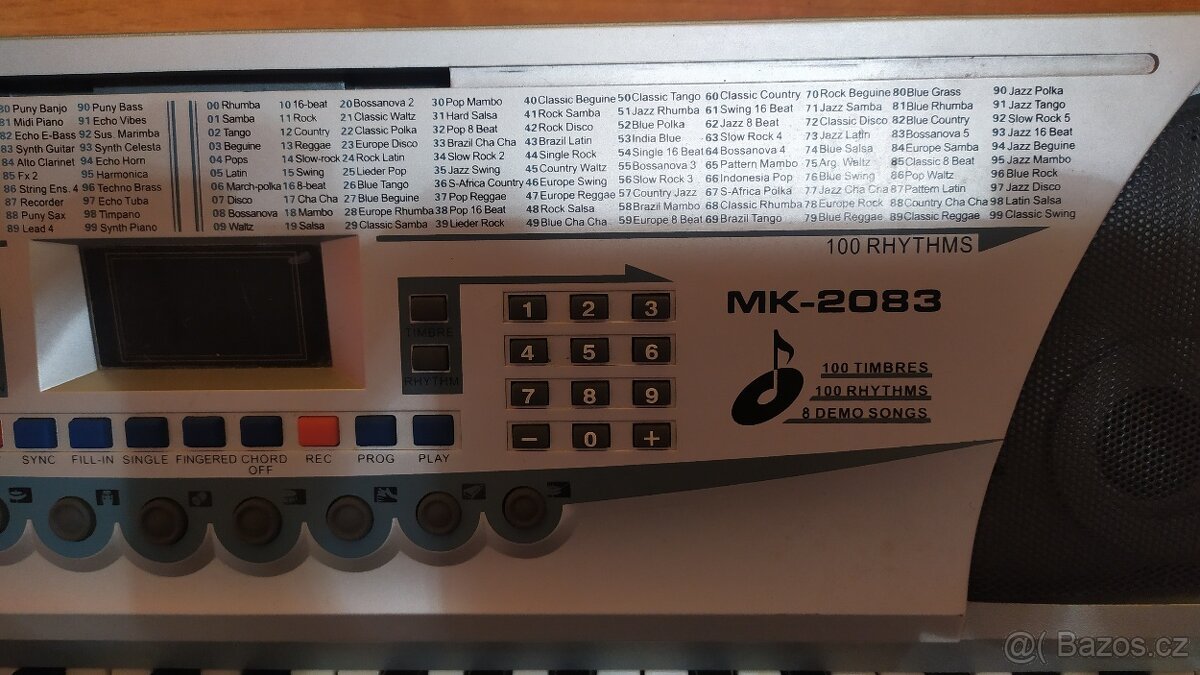 80 Puny Banjo 90 Puny Bass 00 Rhumba 10 16-beat 20 Bossanova 2 30 Pop Mambo 40 Classic Beguine 50 Classic Tango 60 Classic Country 70 Rock Beguine 80 Blue Grass 90 Jazz Polka
81 Midi Piano 91 Echo Vibes 01 Samba 11 Rock 21 Classic Waltz 31 Hard Salsa 41 Rock Samba 51 Jazz Rhumba 61 Swing 16 Beat 71 Jazz Samba 81 Blue Rhumba 91 Jazz Tango
82 Echo E-Bass 92 Sus. Marimba 02 Tango 12 Country 22 Classic Polka 32 Pop 8 Beat 42 Rock Disco 52 Blue Polka 62 Jazz 8 Beat 72 Classic Disco 82 Blue Country 92 Slow Rock 5
83 Synth Guitar 93 Synth Celesta 03 Beguine 13 Reggae 23 Europe Disco 33 Brazil Cha Cha 43 Brazil Latin 53 India Blue 63 Slow Rock 4 73 Jazz Latin 83 Bossanova 5 93 Jazz 16 Beat
84 Alto Clarinet 94 Echo Horn 04 Pops 14 Slow-rock 24 Rock Latin 34 Slow Rock 2 44 Single Rock 54 Single 16 Beat 64 Bossanova 4 74 Blue Salsa 84 Europe Samba 94 Jazz Beguine
85 Fx 2 95 Harmonica 05 Latin 15 Swing 25 Lieder Pop 35 Jazz Swing 45 Country Waltz 55 Bossanova 3 65 Pattern Mambo 75 Arg. Waltz 85 Classic 8 Beat 95 Jazz Mambo
86 String Ens. 4 96 Techno Brass 06 March-polka 16 8-beat 26 Blue Tango 36 S-Africa Country 46 Europe Swing 56 Slow Rock 3 66 Indonesia Pop 76 Blue Swing 86 Pop Waltz 96 Blue Rock
87 Recorder 97 Echo Tuba 07 Disco 17 Cha Cha 27 Blue Beguine 37 Single 8 Beat 47 Europe Reggae 57 Country Jazz 67 S-Africa Polka 77 Jazz Cha Cha 87 Pattem Latin 97 Jazz Disco
88 Puny Sax 98 Timpano 08 Bossanova 18 Mambo 28 Europe Rhumba 38 Pop 16 Beat 48 Rock Salsa 58 Brazil Mambo 68 Classic Rhumba 78 Europe Rock 88 Country Cha Cha 98 Latin Salsa
89 Lead 4 99 Synth Piano 09 Waltz 19 Salsa 29 Classic Samba 39 Lieder Rock 49 Blue Cha Cha 59 Europe 8 Beat 69 Brazil Tango 79 Blue Reggae 89 Classic Reggae 99 Classic Swing
100 RHYTHMS
TIMBRE
RHYTHM
1 2 3
4 5 6
7 8 9
− 0 +
MK-2083
100 TIMBRES
100 RHYTHMS
8 DEMO SONGS
SYNC FILL-IN SINGLE FINGERED CHORD OFF REC PROG PLAY
@( Bazos.cz